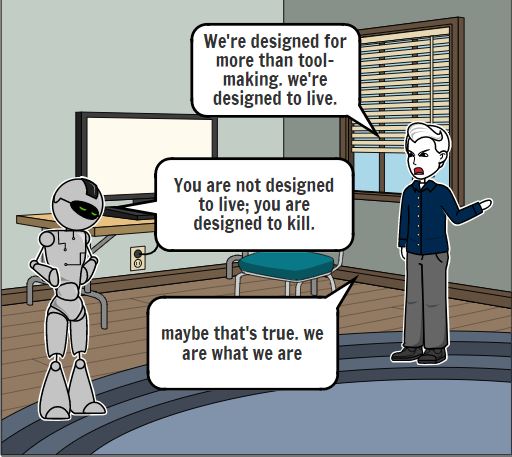 We're designed for
more than tool-
making. we're
designed to live.
You are not designed
to live; you are
designed to kill.
maybe that's true. we
are what we are